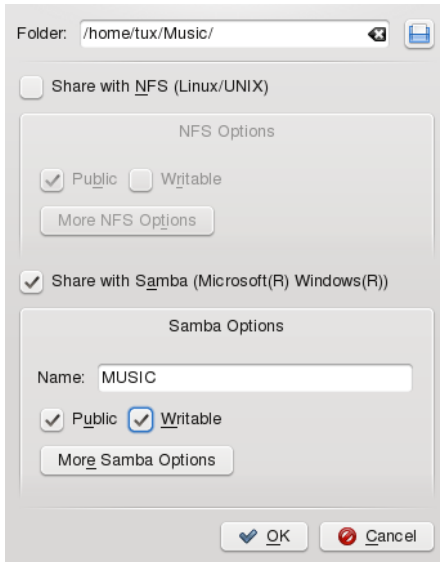 Folder: /home/tux/Music/
Share with NFS (Linux/UNIX)
NFS Options
Public Writable
More NFS Options
Share with Samba (Microsoft(R) Windows(R))
Samba Options
Name: MUSIC
Public Writable
More Samba Options
OK Cancel